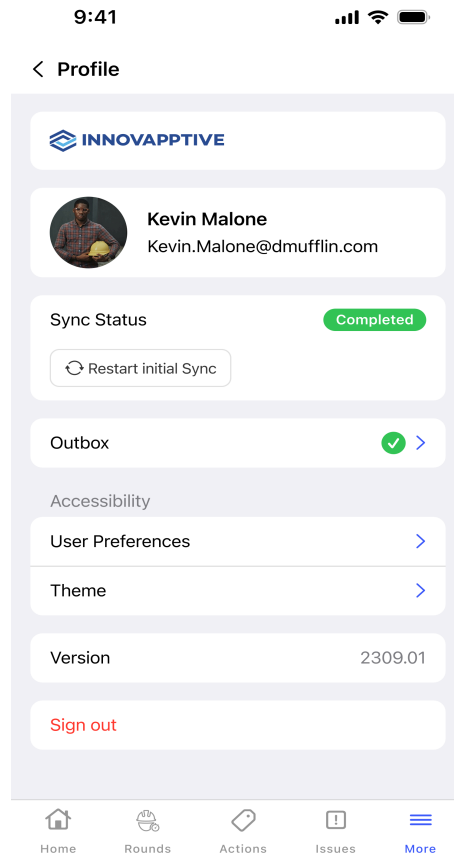 9:41
Profile
INNOVAPPTIVE
Kevin Malone
Kevin.Malone@dmufflin.com
Sync Status
Completed
Restart initial Sync
Outbox
Accessibility
User Preferences
Theme
Version
2309.01
Sign out
Home
Rounds
Actions
Issues
More